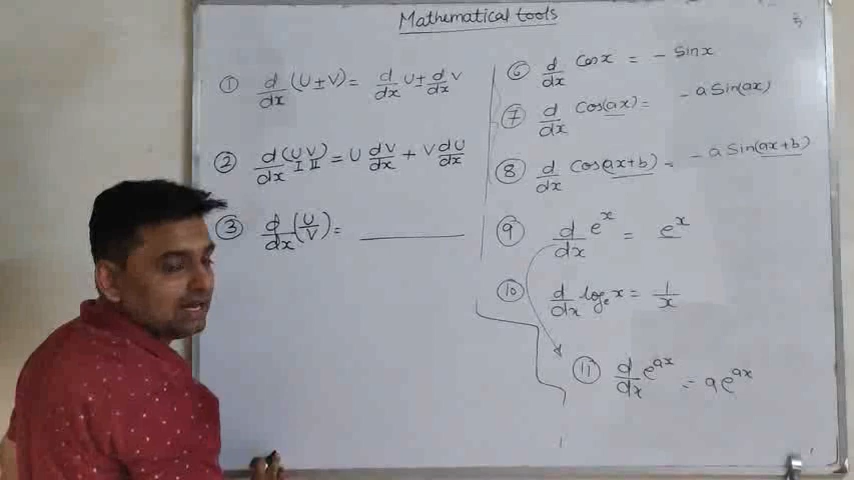 Mathematical tools
① d/dx (U ± V) = d/dx U ± d/dx V
② d/dx (U V) = U dV/dx + V dU/dx
I II
③ d/dx (U/V) =
⑥ d/dx cos x = - sin x
⑦ d/dx cos(ax) = - a sin(ax)
⑧ d/dx cos(ax+b) = - a sin(ax+b)
⑨ d/dx e^x = e^x
⑩ d/dx logₑ x = 1/x
⑪ d/dx e^ax = a e^ax